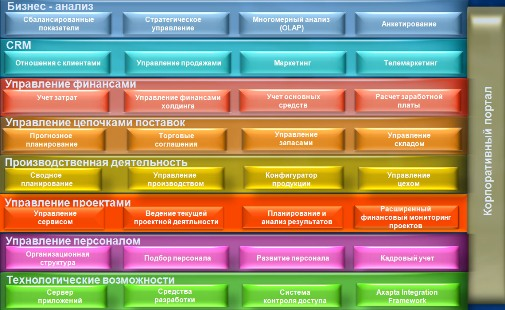 Бизнес - анализ
Сбалансированные
показатели
Стратегическое
управление
Многомерный анализ
(OLAP)
Анкетирование
CRM
Отношения с клиентами
Управление продажами
Маркетинг
Телемаркетинг
Управление финансами
Учет затрат
Управление финансами
холдинга
Учет основных
средств
Расчет заработной
платы
Управление цепочками поставок
Прогнозное
планирование
Торговые
соглашения
Управление
запасами
Управление
складом
Производственная деятельность
Сводное
планирование
Управление
производством
Конфигуратор
продукции
Управление
цехом
Управление проектами
Управление
сервисом
Ведение текущей
проектной деятльности
Планирование и
анализ результатов
Расширенный
финансовый мониторинг
проектов
Управление персоналом
Организационная
структура
Подбор персонала
Развитие персонала
Кадровый учет
Технологические возможности
Сервер
приложений
Средства
разработки
Система
контроля доступа
Axapta Integration
Framework
Корпоративный портал